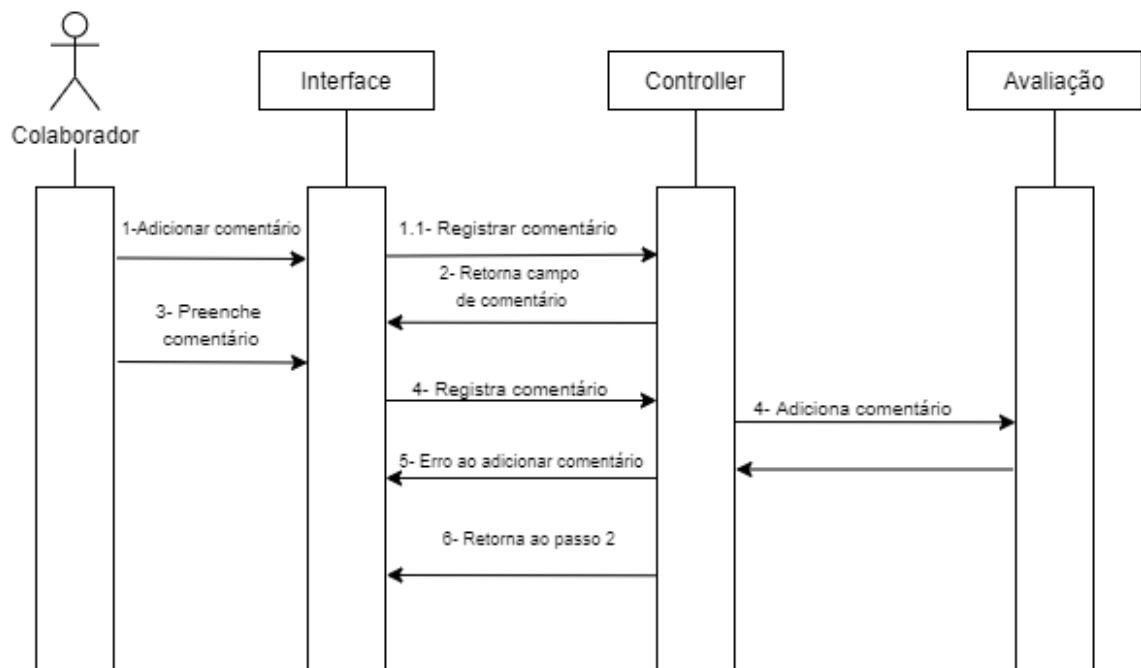 Colaborador
Interface
Controller
Avaliação
1-Adicionar comentário
1.1- Registrar comentário
2- Retorna campo
de comentário
3- Preenche
comentário
4- Registra comentário
4- Adiciona comentário
5- Erro ao adicionar comentário
6- Retorna ao passo 2